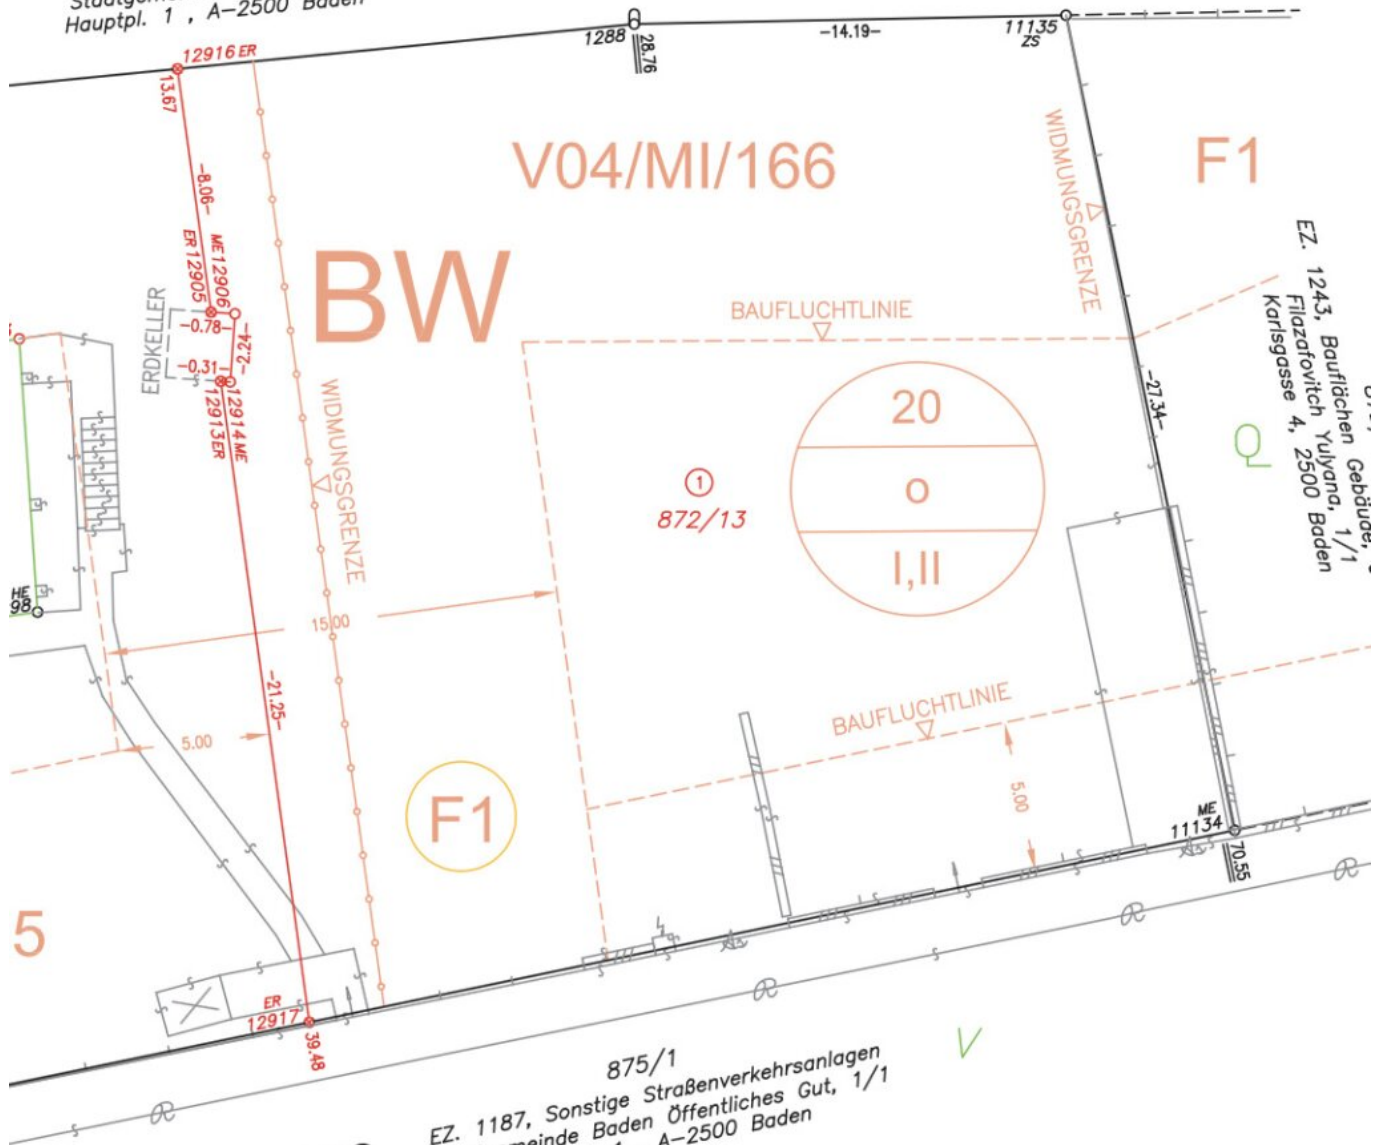 Hauptpl. 1 , A-2500 Baden
12916 ER
13.67
1288
28.76
-14.19-
11135
ZS
V04/MI/166
F1
WIDMUNGSGRENZE
-8.06-
ER 12905
ME 12906
-0.78-
-2.24-
-0.31-
12913 ER
12914 ME
ERDKELLER
BW
BAUFLUCHTLINIE
WIDMUNGSGRENZE
20
o
I,II
1
872/13
-27.34-
EZ. 1243, Bauflächen Gebäude,
Filazafovitch Yulyana, 1/1
Karlsgasse 4, 2500 Baden
HE
98
15.00
-21.25-
5.00
BAUFLUCHTLINIE
5.00
F1
ME
11134
70.55
5
ER
12917
39.48
875/1
EZ. 1187, Sonstige Straßenverkehrsanlagen
meinde Baden Öffentliches Gut, 1/1
A-2500 Baden